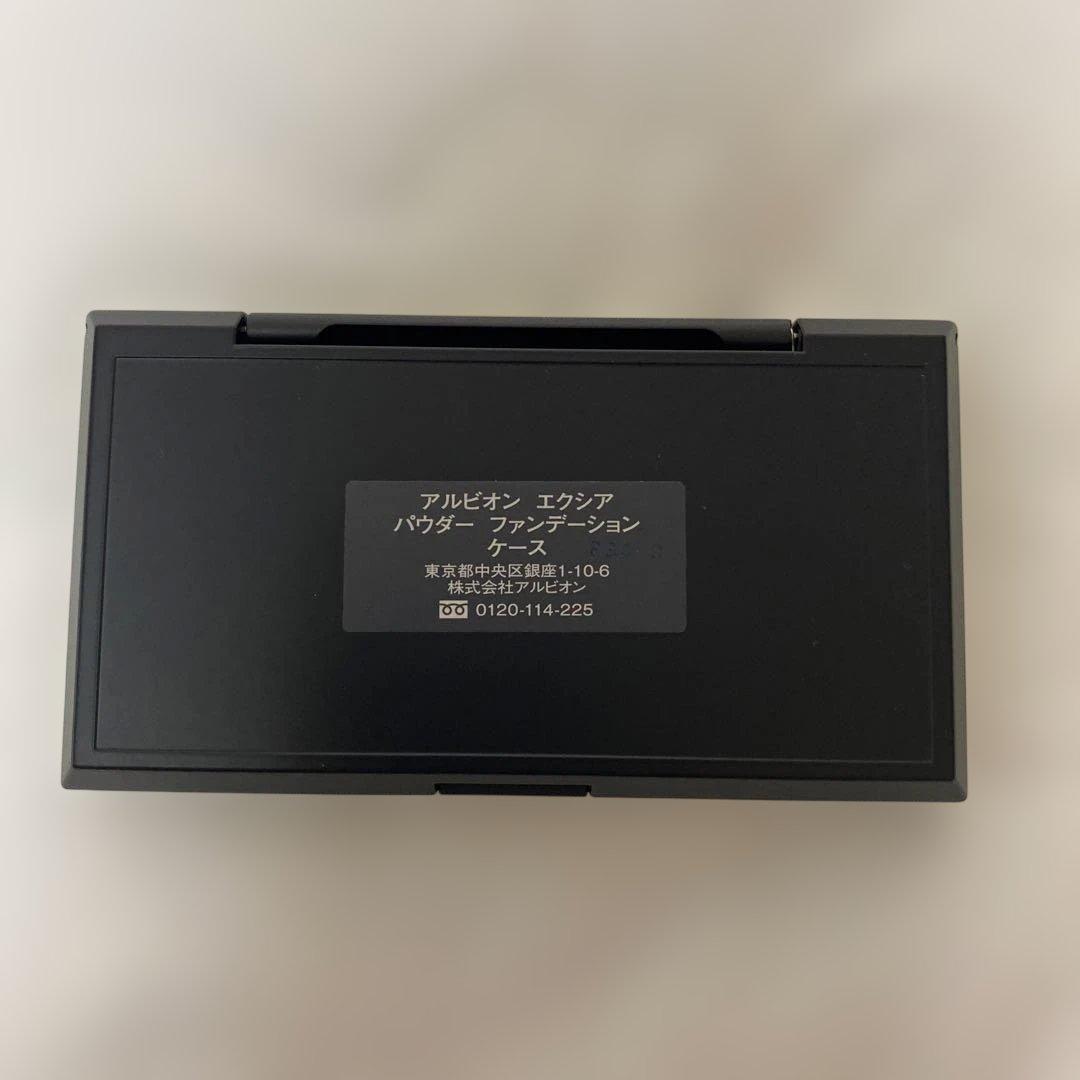 アルビオン エクシア
パウダー ファンデーション
ケース
東京都中央区銀座1-10-6
株式会社アルビオン
0120-114-225